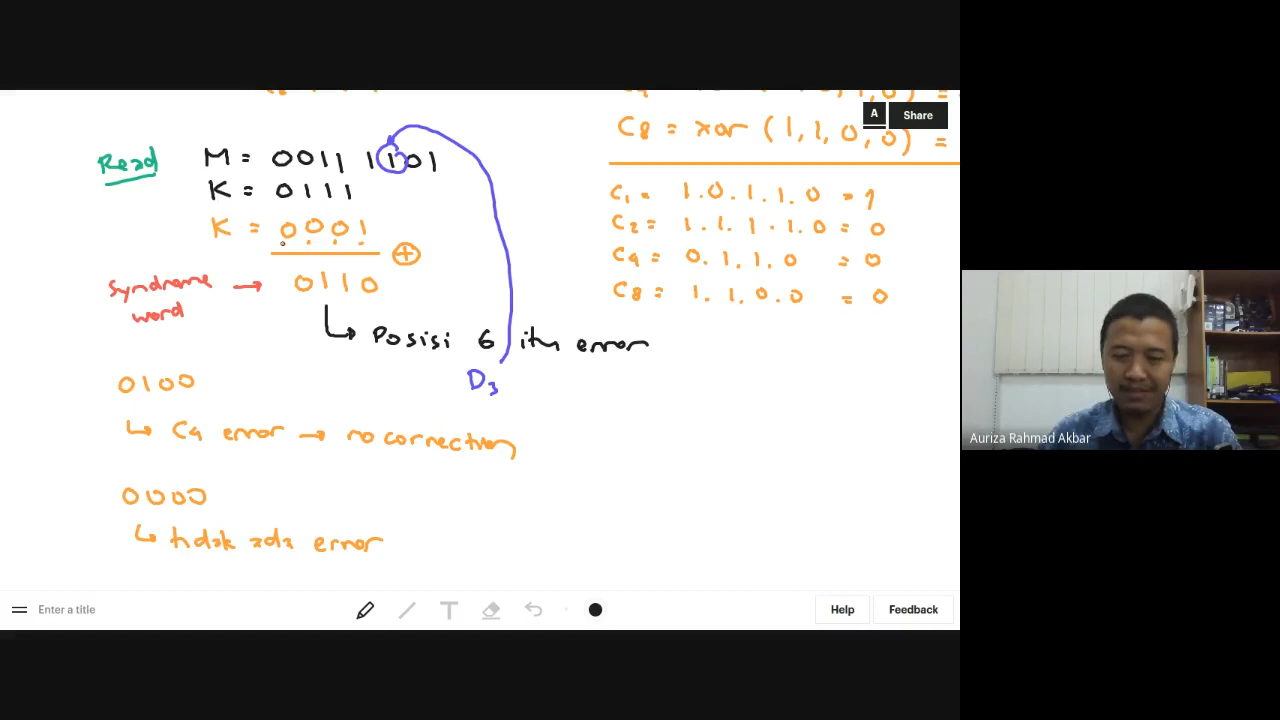 C8 = xor (1, 1, 0, 0) =
A Share
Read M = 0011 1101
K = 0111
K = 0001
⊕
Syndrome word → 0110
↳ Posisi 6 itu error
D3
0100
↳ C4 error → no correction
0000
↳ tidak ada error
C1 = 1.0.1.1.0 = 1
C2 = 1.1.1.1.0 = 0
C4 = 0.1.1.0 = 0
C8 = 1.1.0.0 = 0
Auriza Rahmad Akbar
Enter a title
T
Help
Feedback